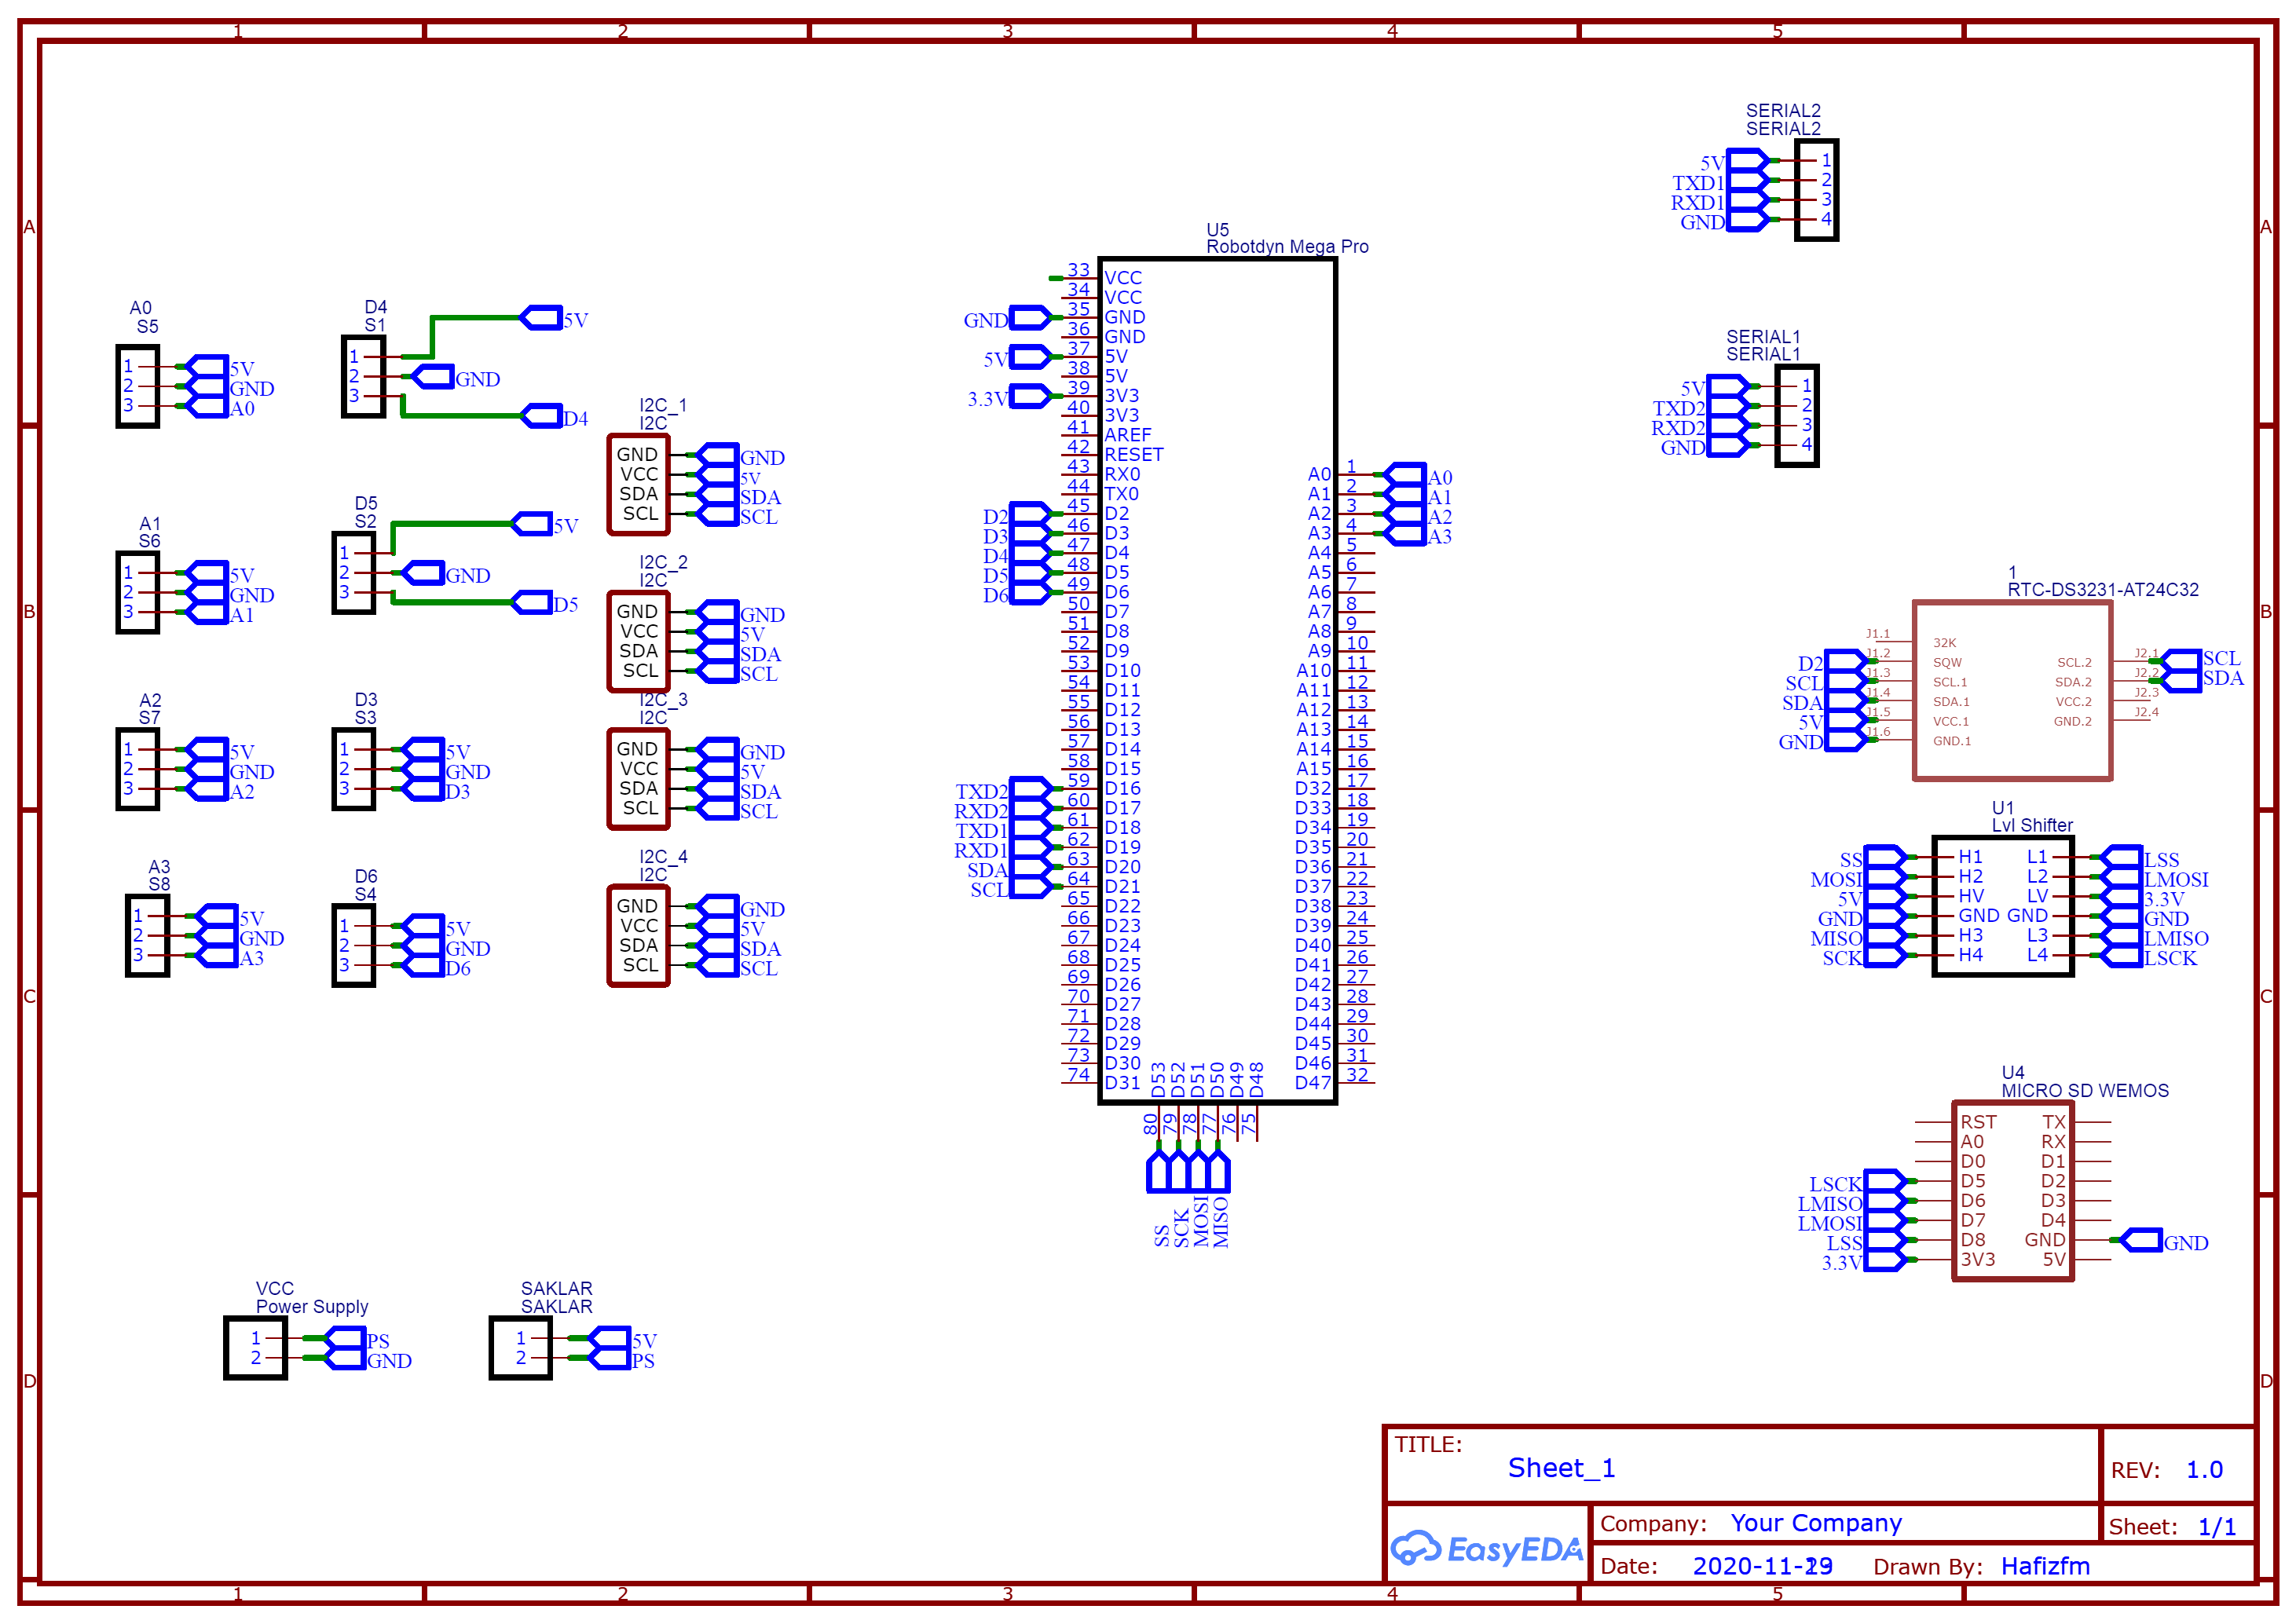 1 2 3 4 5
A
B
C
D
A
B
C
D
1 2 3 4 5
A0
S5
1 5V
2 GND
3 A0
A1
S6
1 5V
2 GND
3 A1
A2
S7
1 5V
2 GND
3 A2
A3
S8
1 5V
2 GND
3 A3
D4
S1
1 5V
2 GND
3 D4
D5
S2
1 5V
2 GND
3 D5
D3
S3
1 5V
2 GND
3 D3
D6
S4
1 5V
2 GND
3 D6
I2C_1
I2C
GND GND
VCC 5V
SDA SDA
SCL SCL
I2C_2
I2C
GND GND
VCC 5V
SDA SDA
SCL SCL
I2C_3
I2C
GND GND
VCC 5V
SDA SDA
SCL SCL
I2C_4
I2C
GND GND
VCC 5V
SDA SDA
SCL SCL
VCC
Power Supply
1 PS
2 GND
SAKLAR
SAKLAR
1 5V
2 PS
U5
Robotdyn Mega Pro
33 VCC
34 VCC
GND 35 GND
36 GND
5V 37 5V
38 5V
3.3V 39 3V3
40 3V3
41 AREF
42 RESET
43 RX0
44 TX0
D2 45 D2
D3 46 D3
D4 47 D4
D5 48 D5
D6 49 D6
50 D7
51 D8
52 D9
53 D10
54 D11
55 D12
56 D13
57 D14
58 D15
TXD2 59 D16
RXD2 60 D17
TXD1 61 D18
RXD1 62 D19
SDA 63 D20
SCL 64 D21
65 D22
66 D23
67 D24
68 D25
69 D26
70 D27
71 D28
72 D29
73 D30
74 D31
A0 1 A0
A1 2 A1
A2 3 A2
A3 4 A3
A4 5
A5 6
A6 7
A7 8
A8 9
A9 10
A10 11
A11 12
A12 13
A13 14
A14 15
A15 16
D32 17
D33 18
D34 19
D35 20
D36 21
D37 22
D38 23
D39 24
D40 25
D41 26
D42 27
D43 28
D44 29
D45 30
D46 31
D47 32
D53 D52 D51 D50 D49 D48
80 79 78 77 76 75
SS SCK MOSI MISO
SERIAL2
SERIAL2
5V 1
TXD1 2
RXD1 3
GND 4
SERIAL1
SERIAL1
5V 1
TXD2 2
RXD2 3
GND 4
1
RTC-DS3231-AT24C32
J1.1 32K
D2 J1.2 SQW
SCL J1.3 SCL.1
SDA J1.4 SDA.1
5V J1.5 VCC.1
GND J1.6 GND.1
SCL.2 J2.1 SCL
SDA.2 J2.2 SDA
VCC.2 J2.3
GND.2 J2.4
U1
Lvl Shifter
SS H1 L1 LSS
MOSI H2 L2 LMOSI
5V HV LV 3.3V
GND GND GND GND
MISO H3 L3 LMISO
SCK H4 L4 LSCK
U4
MICRO SD WEMOS
RST TX
A0 RX
D0 D1
LSCK D5 D2
LMISO D6 D3
LMOSI D7 D4
LSS D8 GND GND
3.3V 3V3 5V
TITLE:
Sheet_1
REV: 1.0
EasyEDA
Company: Your Company
Sheet: 1/1
Date: 2020-11-
Drawn By: Hafizfm